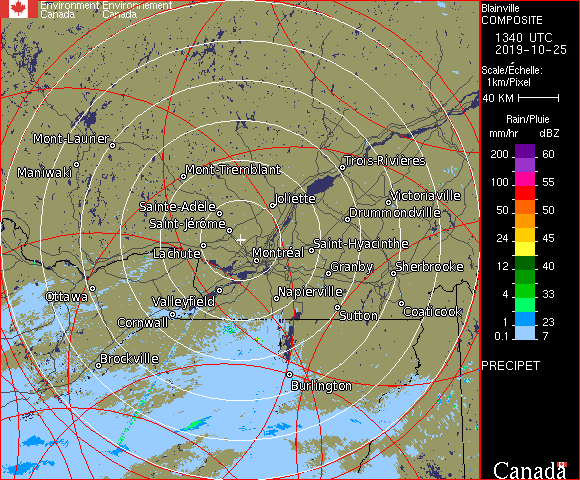 Environment Environnement
Canada Canada
Blainville
COMPOSITE
1340 UTC
2019-10-25
Scale/Échelle:
1km/Pixel
40 KM
Rain/Pluie
mm/hr dBZ
200 60
150 57
100 55
50 50
24 45
12 40
4 33
1 23
0.1 7
PRECIPET
Mont-Laurier
Maniwaki
Mont-Tremblant
Trois-Rivières
Joliette
Victoriaville
Sainte-Adèle
Drummondville
Saint-Jérôme
Lachute
Saint-Hyacinthe
Montréal
Granby
Sherbrooke
Ottawa
Napierville
Valleyfield
Cornwall
Sutton
Coaticook
Brockville
Burlington
Canada